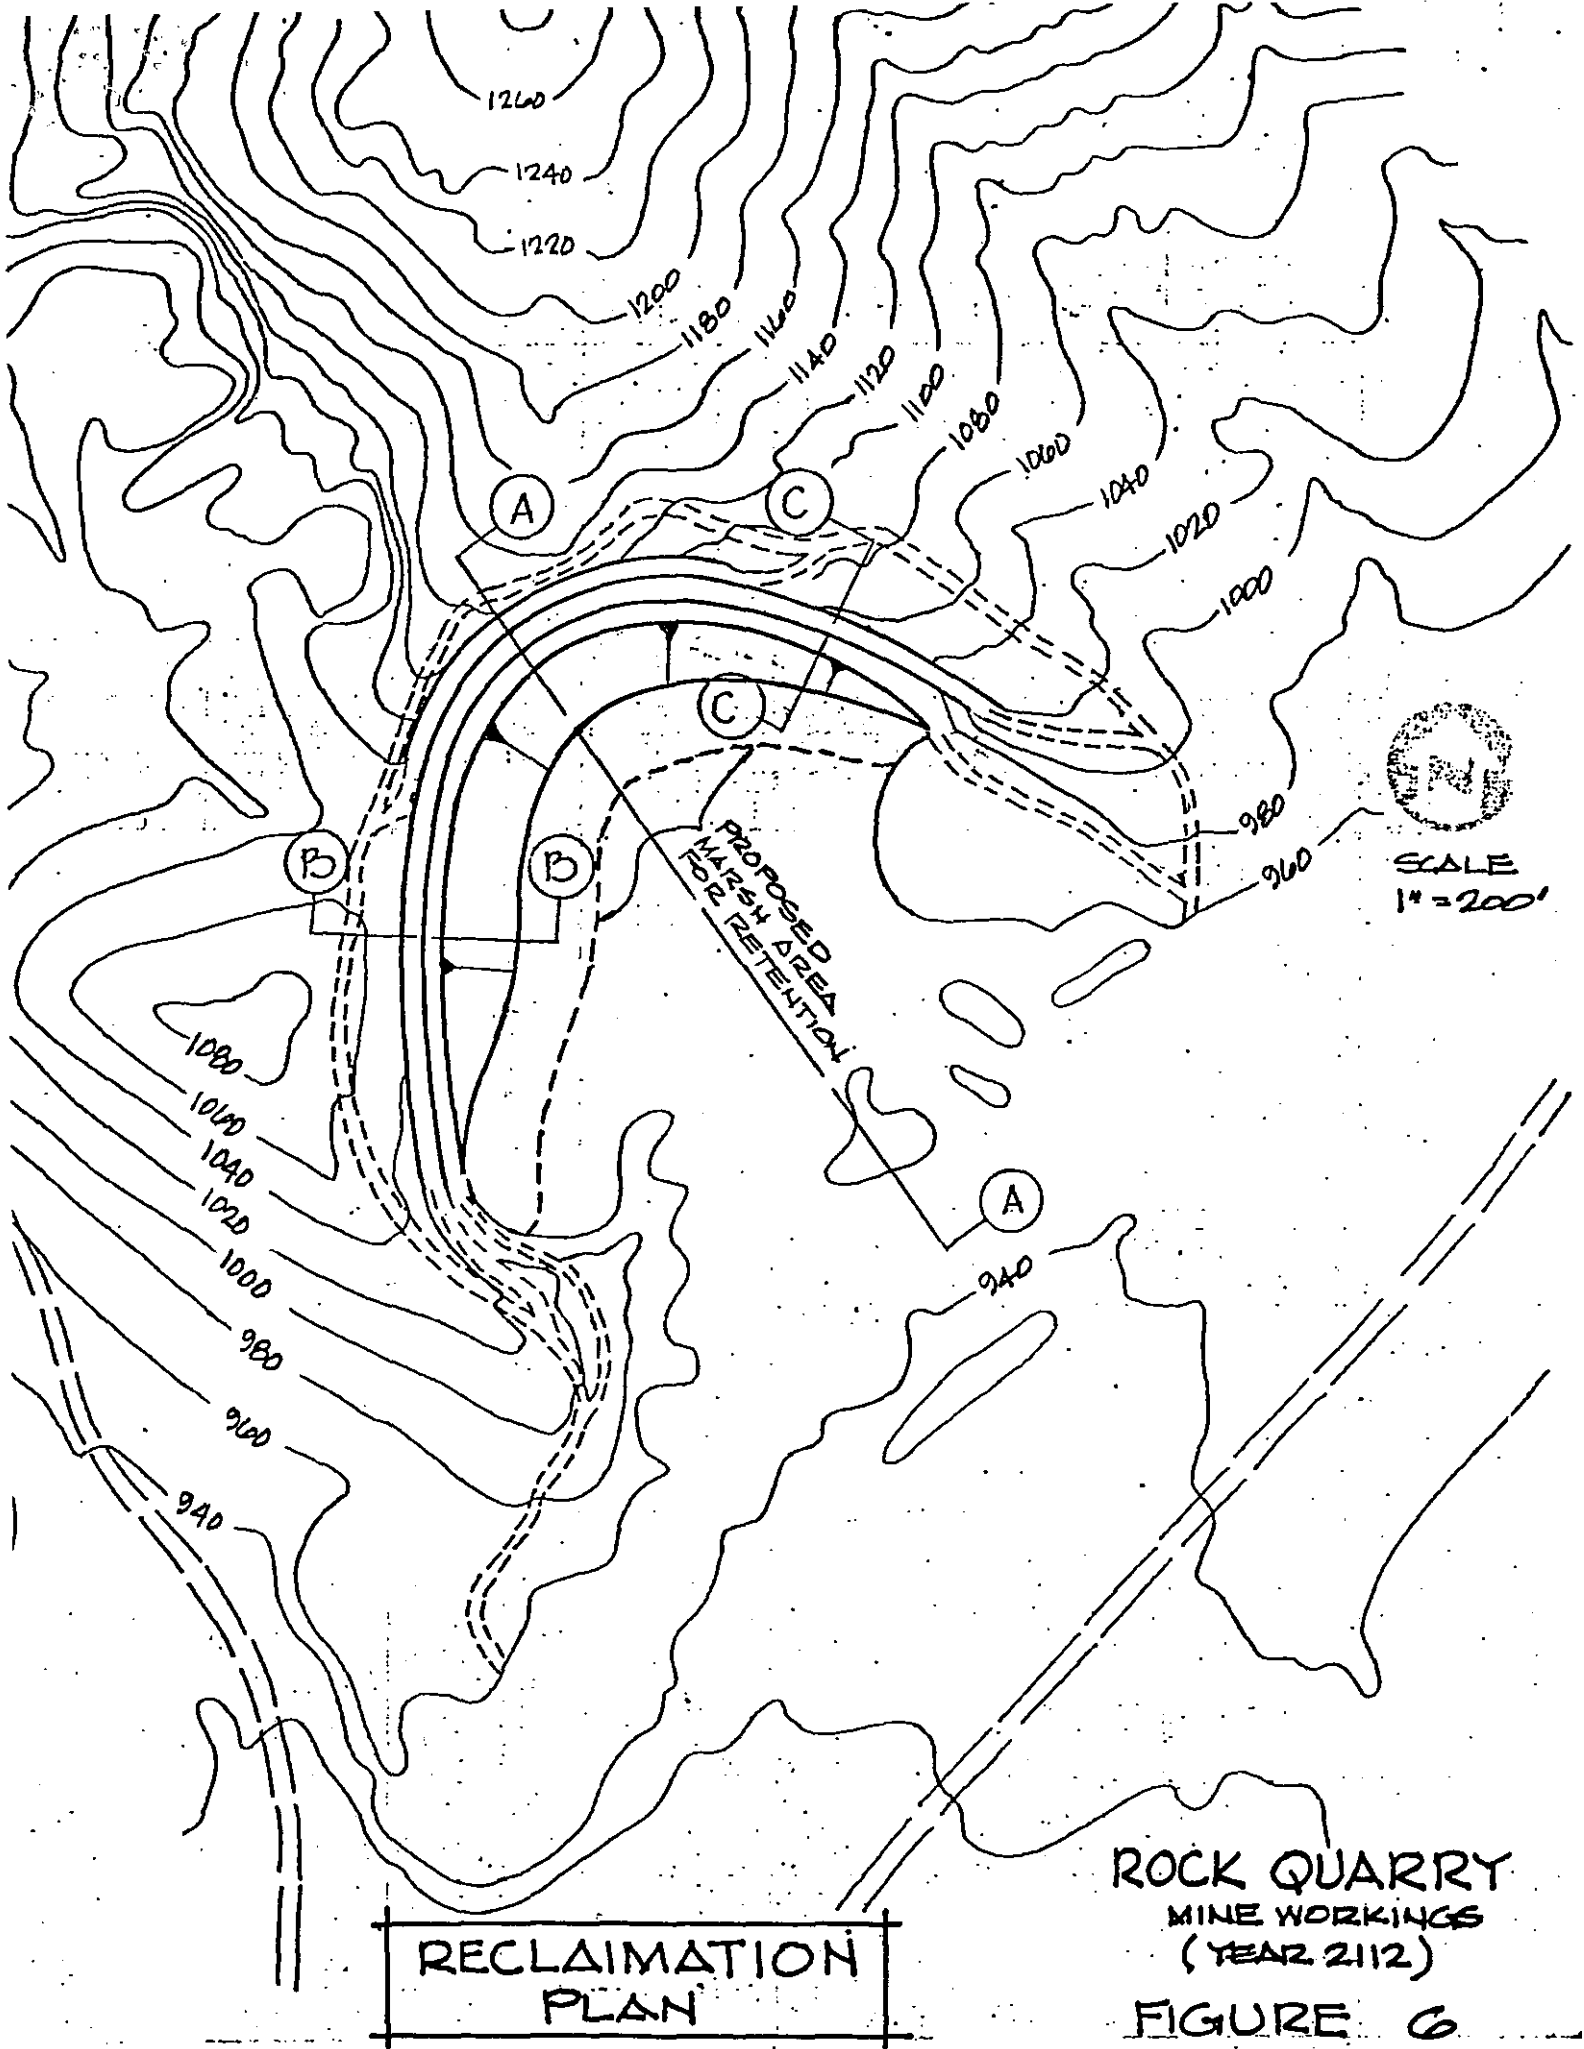 1260
1240
1220
1200
1180
1160
1140
1120
1100
1080
1060
1040
1020
1000
980
960
A
C
C
B
B
N
SCALE
1" = 200'
PROPOSED
MARSH AREA
FOR RETENTION
1080
1060
1040
1020
1000
980
960
940
A
940
ROCK QUARRY
MINE WORKINGS
(YEAR 2112)
FIGURE 6
RECLAIMATION
PLAN